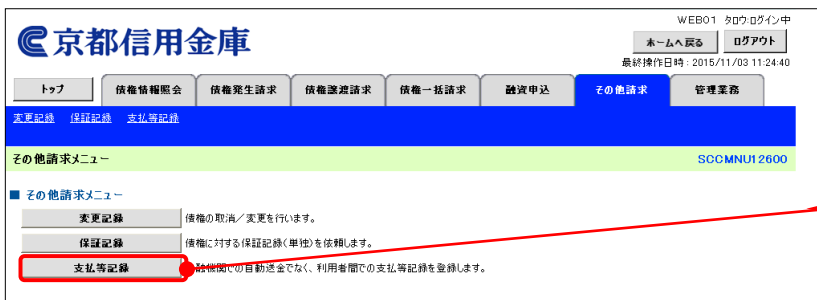 WEB01 タロウ:ログイン中
京都信用金庫
ホームへ戻る ログアウト
最終操作日時:2015/11/03 11:24:40
トップ 債権情報照会 債権発生請求 債権譲渡請求 債権一括請求 融資申込 その他請求 管理業務
変更記録 保証記録 支払等記録
その他請求メニュー SCCMNU12600
■ その他請求メニュー
変更記録 債権の取消/変更を行います。
保証記録 債権に対する保証記録(単独)を依頼します。
支払等記録 融機関での自動送金でなく、利用者間での支払等記録を登録します。